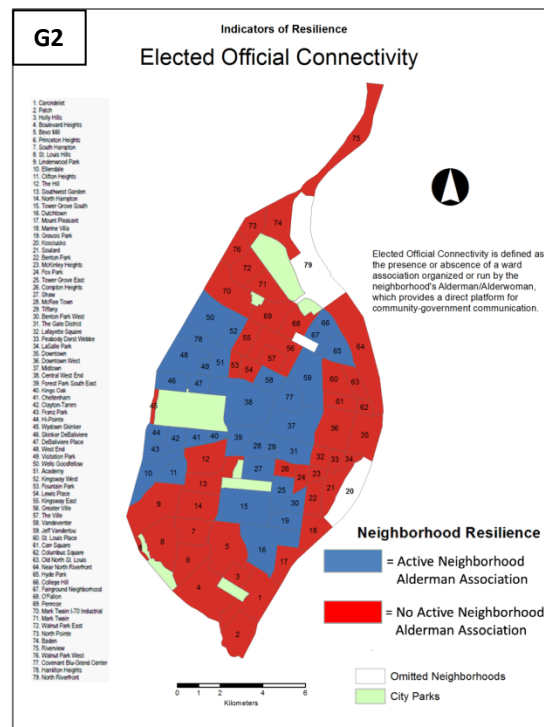 G2
Indicators of Resilience
Elected Official Connectivity
1. Carondelet
2. Patch
3. Holly Hills
4. Boulevard Heights
5. Bevo Mill
6. Princeton Heights
7. South Hampton
8. St. Louis Hills
9. Lindenwood Park
10. Ellendale
11. Clifton Heights
12. The Hill
13. Southwest Garden
14. North Hampton
15. Tower Grove South
16. Dutchtown
17. Mount Pleasant
18. Marine Villa
19. Gravois Park
20. Kosciusko
21. Soulard
22. Benton Park
23. McKinley Heights
24. Fox Park
25. Tower Grove East
26. Compton Heights
27. Shaw
28. McRee Town
29. Tiffany
30. Benton Park West
31. The Gate District
32. Lafayette Square
33. Peabody Darst Webbe
34. LaSalle Park
35. Downtown
36. Downtown West
37. Midtown
38. Central West End
39. Forest Park South East
40. Kings Oak
41. Cheltenham
42. Clayton-Tamm
43. Franz Park
44. Hi-Pointe
45. Wydown Skinker
46. Skinker DeBaliviere
47. DeBaliviere Place
48. West End
49. Visitation Park
50. Wells Goodfellow
51. Academy
52. Kingsway West
53. Fountain Park
54. Lewis Place
55. Kingsway East
56. Greater Ville
57. The Ville
58. Vandeventer
59. Jeff Vanderlou
60. St. Louis Place
61. Carr Square
62. Columbus Square
63. Old North St. Louis
64. Near North Riverfront
65. Hyde Park
66. College Hill
67. Fairground Neighborhood
68. O'Fallon
69. Penrose
70. Mark Twain I-70 Industrial
71. Mark Twain
72. Walnut Park East
73. North Pointe
74. Baden
75. Riverview
76. Walnut Park West
77. Covenant Blu-Grand Center
78. Hamilton Heights
79. North Riverfront
75
73 74
76 79
72
71
70
69
50 68 66
78 52 67
55 56 65 64
48 57
49 51 53 54
46 47 58 59 60 63
45 38 77 61 62
44 42 41 40 39 37 35
43 28 29
12 27 26 32 33 34
10 11 13 24 23
25 21 20
9 14 15 30 22
7 19 18
8 5 16
6 17
3
4 1
2
Elected Official Connectivity is defined as
the presence or absence of a ward
association organized or run by the
neighborhood's Alderman/Alderwoman,
which provides a direct platform for
community-government communication.
Neighborhood Resilience
= Active Neighborhood
Alderman Association
= No Active Neighborhood
Alderman Association
Omitted Neighborhoods
City Parks
0 1 2 4 6
Kilometers